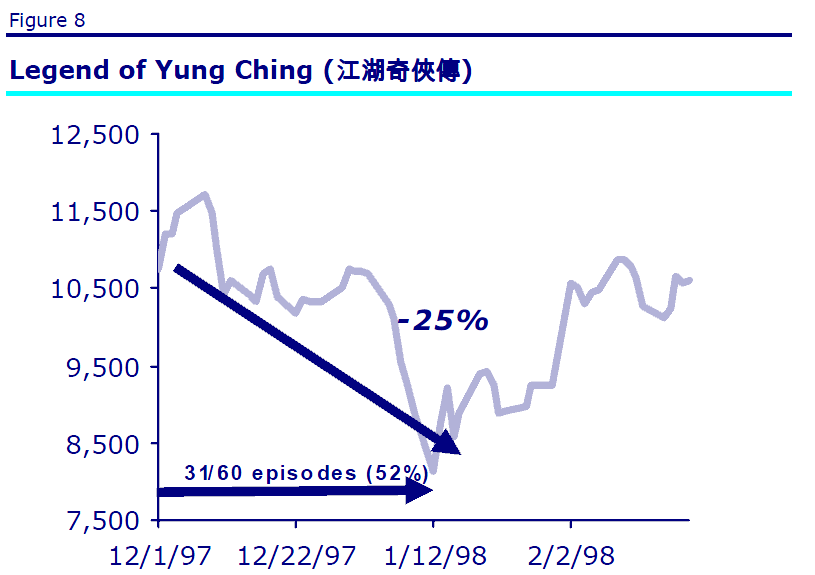 Figure 8
Legend of Yung Ching (江湖奇俠傳)
12,500
11,500
10,500
-25%
9,500
8,500
31/60 episodes (52%)
7,500
12/1/97 12/22/97 1/12/98 2/2/98